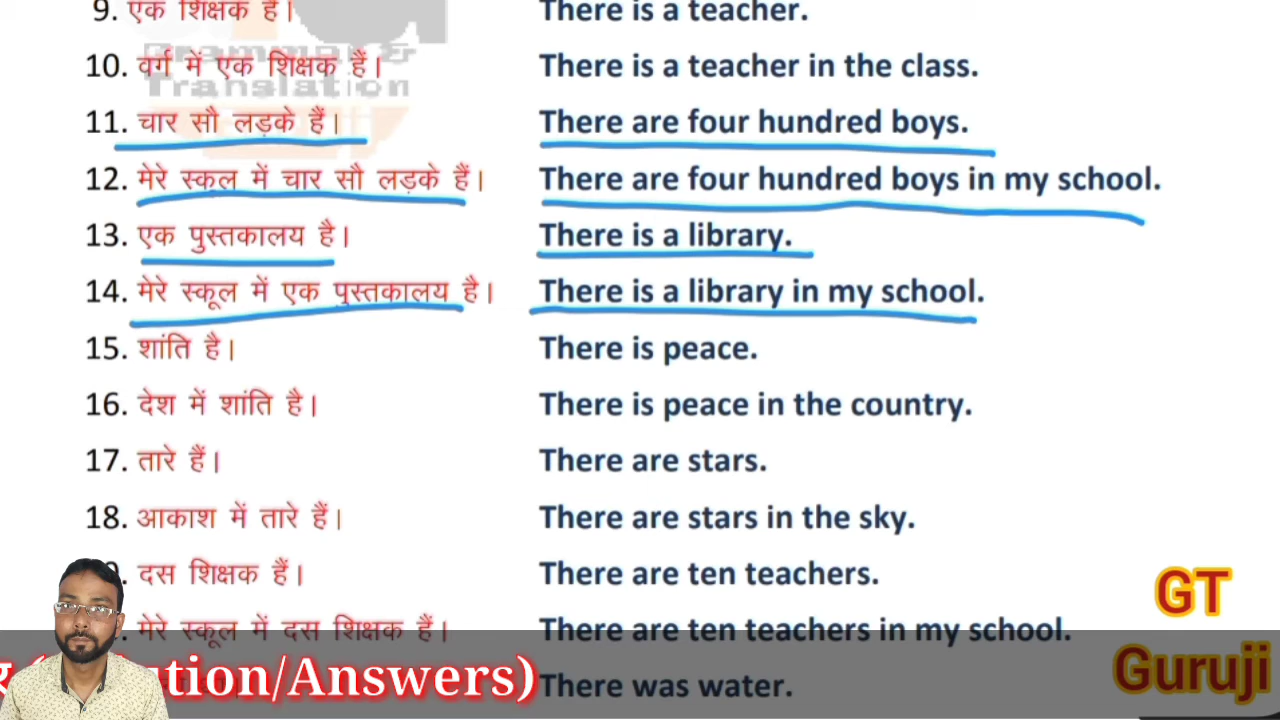 9. एक शिक्षक हैं। There is a teacher.
Grammar &
10. वर्ग में एक शिक्षक हैं। There is a teacher in the class.
Translation
11. चार सौ लड़के हैं। There are four hundred boys.
12. मेरे स्कूल में चार सौ लड़के हैं। There are four hundred boys in my school.
13. एक पुस्तकालय है। There is a library.
14. मेरे स्कूल में एक पुस्तकालय है। There is a library in my school.
15. शांति है। There is peace.
16. देश में शांति है। There is peace in the country.
17. तारे हैं। There are stars.
18. आकाश में तारे हैं। There are stars in the sky.
दस शिक्षक हैं। There are ten teachers.
GT
मेरे स्कूल में दस शिक्षक हैं। There are ten teachers in my school.
Guruji
ution/Answers)
There was water.